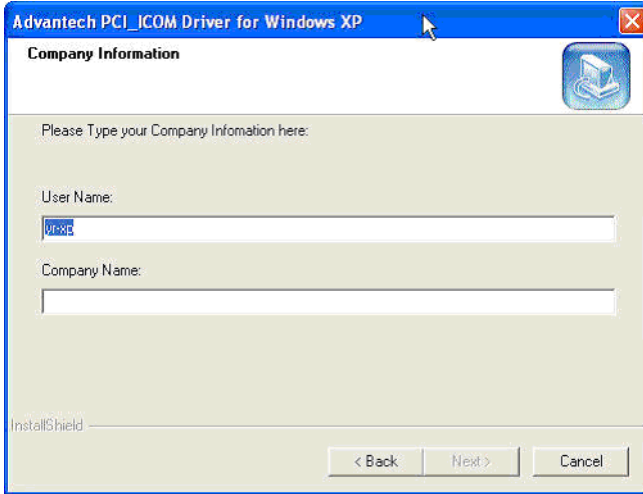 Advantech PCI_ICOM Driver for Windows XP
Company Information
Please Type your Company Infomation here:
User Name:
yr-xp
Company Name:
InstallShield
< Back Next > Cancel